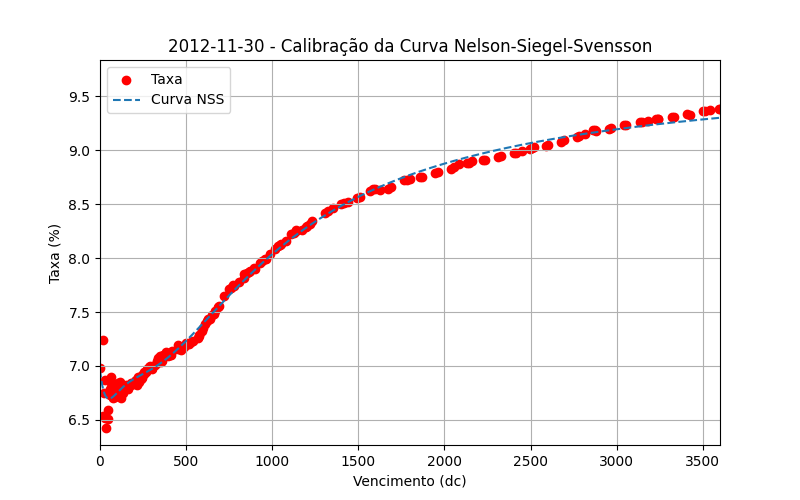 2012-11-30 - Calibração da Curva Nelson-Siegel-Svensson
Taxa
Curva NSS
9.5
9.0
8.5
8.0
7.5
7.0
6.5
Taxa (%)
0 500 1000 1500 2000 2500 3000 3500
Vencimento (dc)